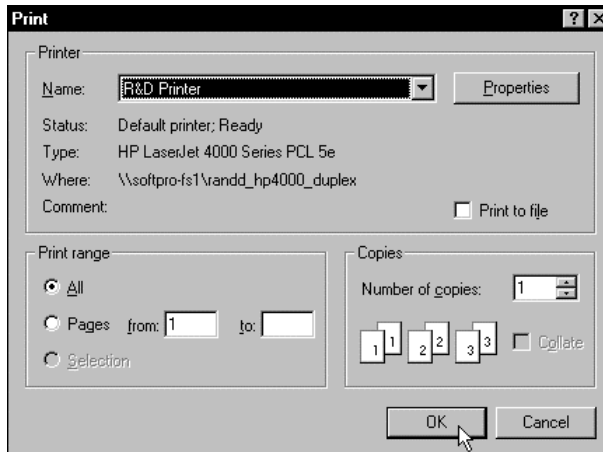 Print
Printer
Name: R&D Printer Properties
Status: Default printer; Ready
Type: HP LaserJet 4000 Series PCL 5e
Where: \\softpro-fs1\randd_hp4000_duplex
Comment: Print to file
Print range
All
Pages from: 1 to:
Selection
Copies
Number of copies: 1
1 1 2 2 3 3 Collate
OK Cancel